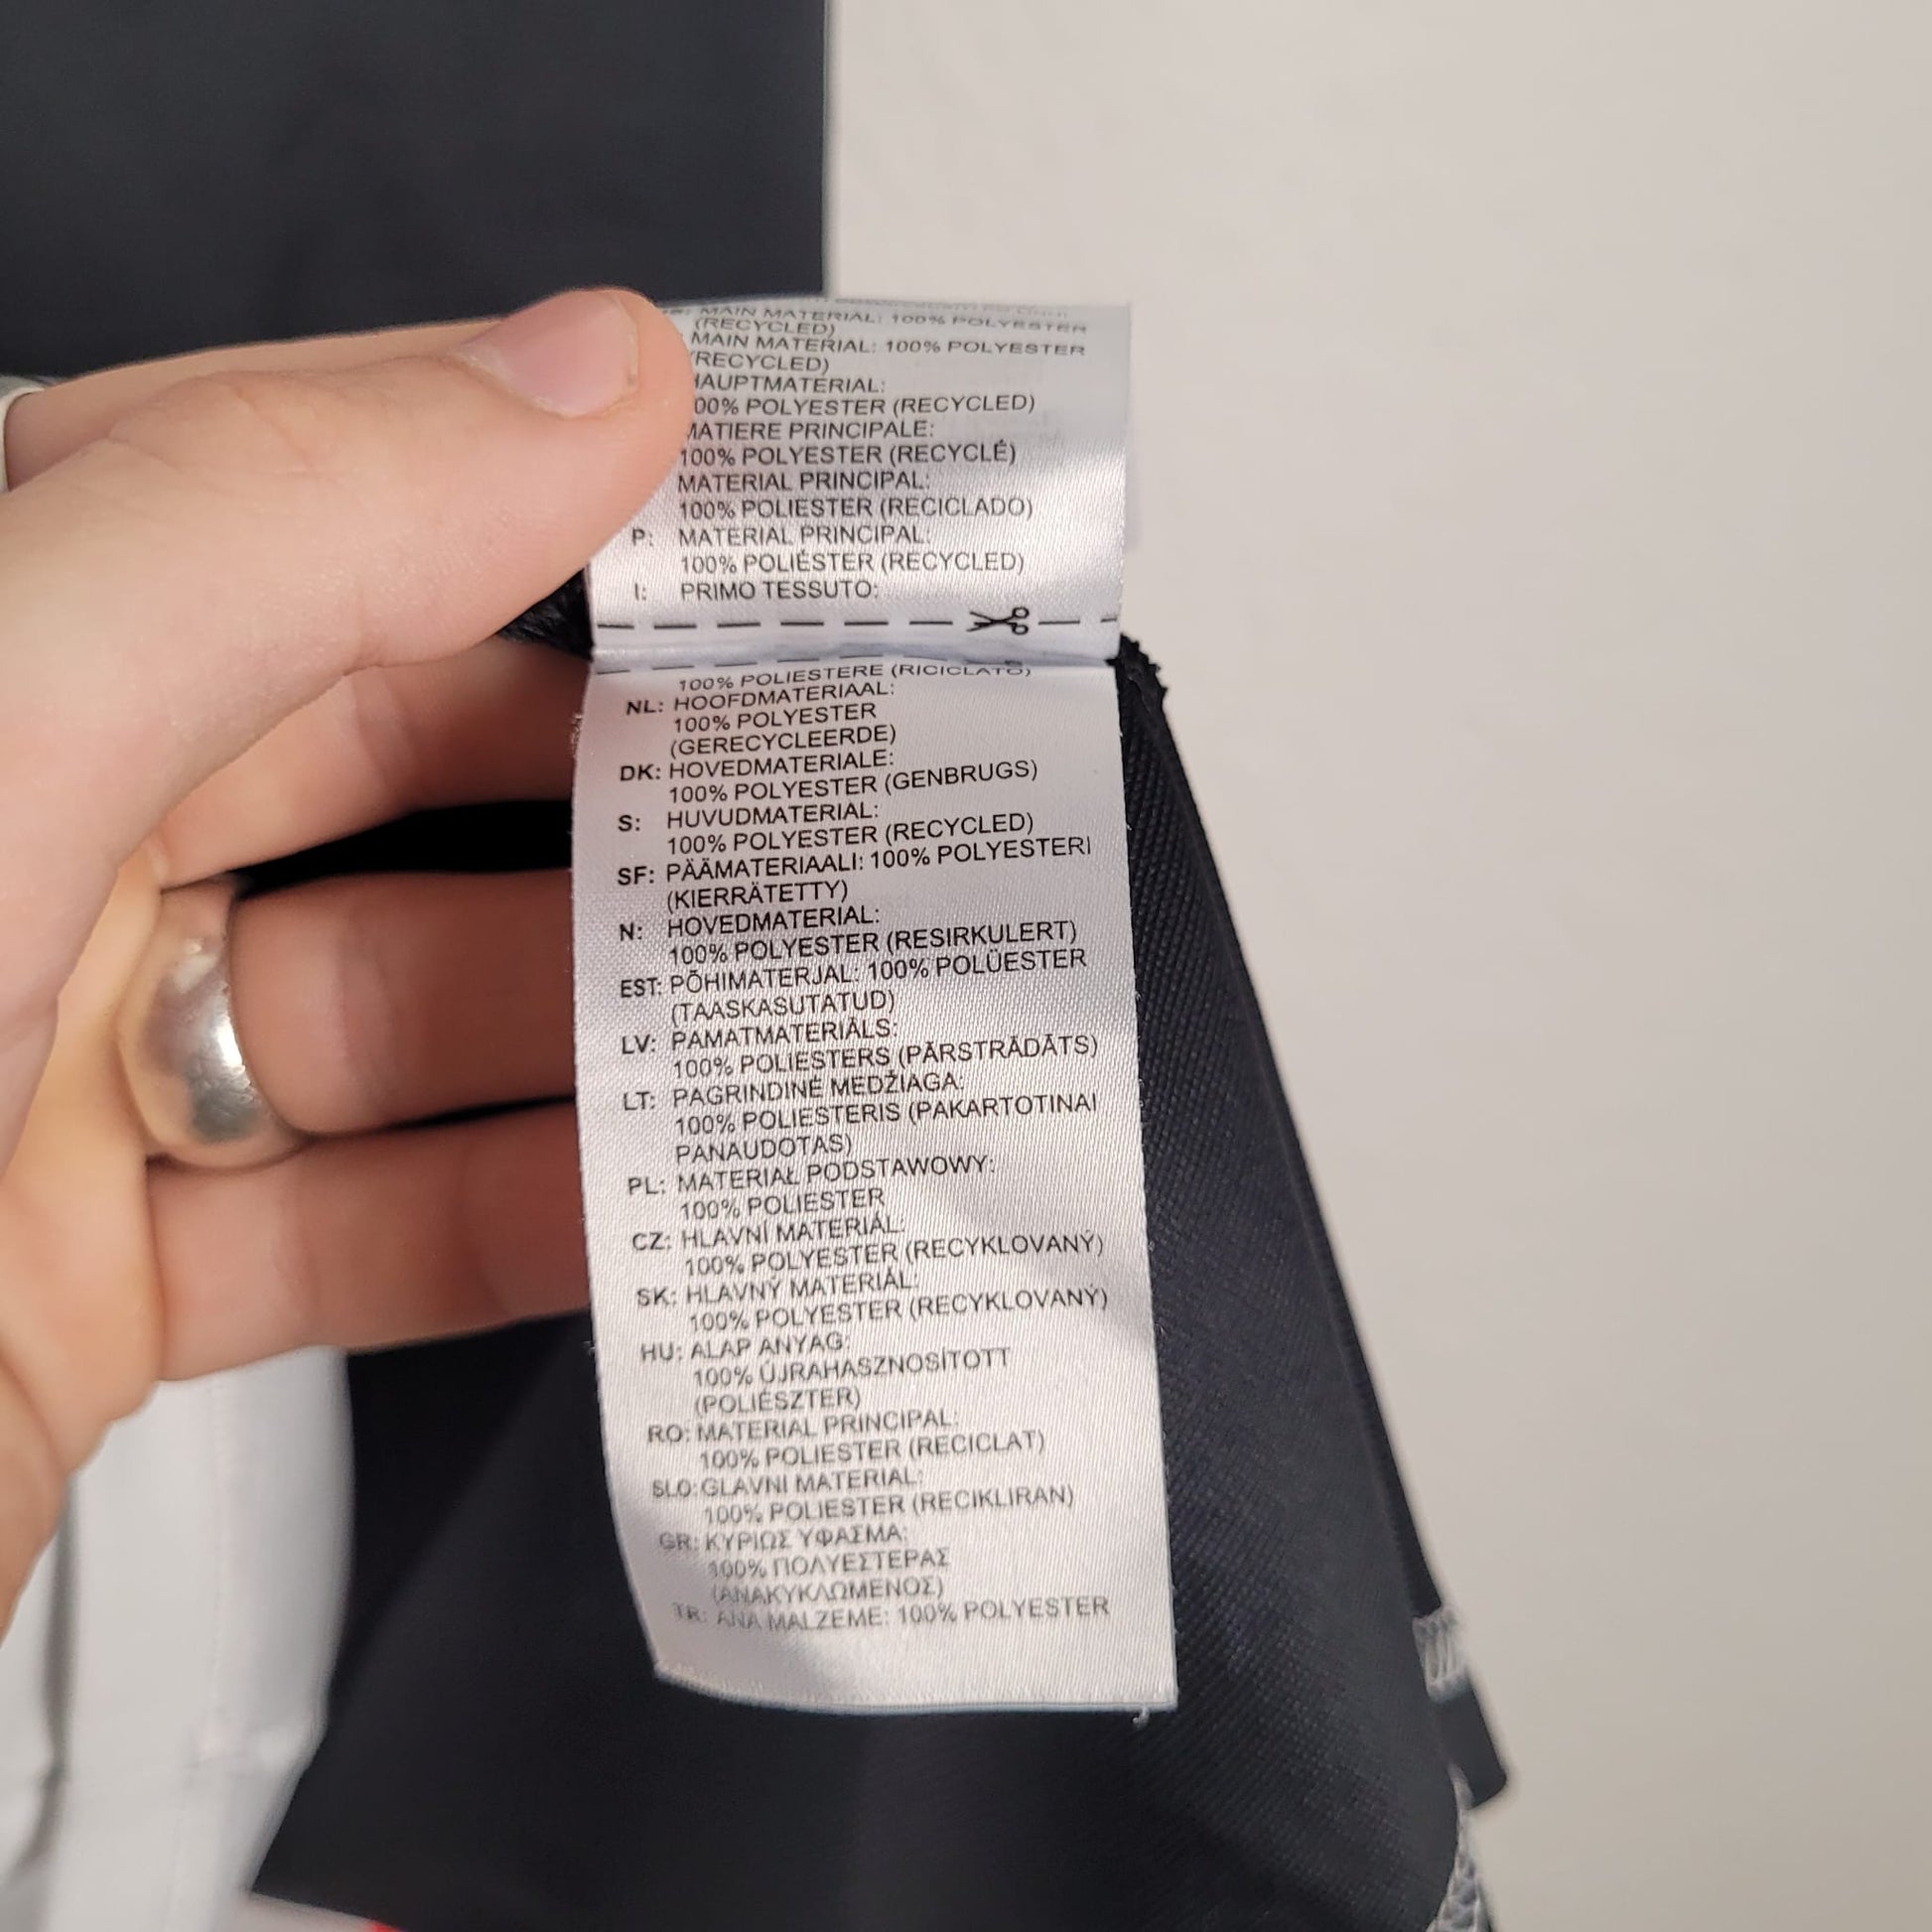 MAIN MATERIAL: 100% POLYESTER
(RECYCLED)
MAIN MATERIAL: 100% POLYESTER
(RECYCLED)
HAUPTMATERIAL:
100% POLYESTER (RECYCLED)
MATIERE PRINCIPALE:
100% POLYESTER (RECYCLÉ)
MATERIAL PRINCIPAL:
100% POLIESTER (RECICLADO)
P: MATERIAL PRINCIPAL:
100% POLIÉSTER (RECYCLED)
I: PRIMO TESSUTO:
100% POLIESTERE (RICICLATO)
NL: HOOFDMATERIAAL:
100% POLYESTER
(GERECYCLEERDE)
DK: HOVEDMATERIALE:
100% POLYESTER (GENBRUGS)
S: HUVUDMATERIAL:
100% POLYESTER (RECYCLED)
SF: PÄÄMATERIAALI: 100% POLYESTERI
(KIERRÄTETTY)
N: HOVEDMATERIAL:
100% POLYESTER (RESIRKULERT)
EST: PÕHIMATERJAL: 100% POLÜESTER
(TAASKASUTATUD)
LV: PAMATMATERIĀLS:
100% POLIESTERS (PĀRSTRĀDĀTS)
LT: PAGRINDINĖ MEDŽIAGA:
100% POLIESTERIS (PAKARTOTINAI
PANAUDOTAS)
PL: MATERIAŁ PODSTAWOWY:
100% POLIESTER
CZ: HLAVNÍ MATERIÁL:
100% POLYESTER (RECYKLOVANÝ)
SK: HLAVNÝ MATERIÁL:
100% POLYESTER (RECYKLOVANÝ)
HU: ALAP ANYAG:
100% ÚJRAHASZNOSÍTOTT
(POLIÉSZTER)
RO: MATERIAL PRINCIPAL:
100% POLIESTER (RECICLAT)
SLO: GLAVNI MATERIAL:
100% POLIESTER (RECIKLIRAN)
GR: ΚΥΡΙΩΣ ΥΦΑΣΜΑ:
100% ΠΟΛΥΕΣΤΕΡΑΣ
(ΑΝΑΚΥΚΛΩΜΕΝΟΣ)
TR: ANA MALZEME: 100% POLYESTER